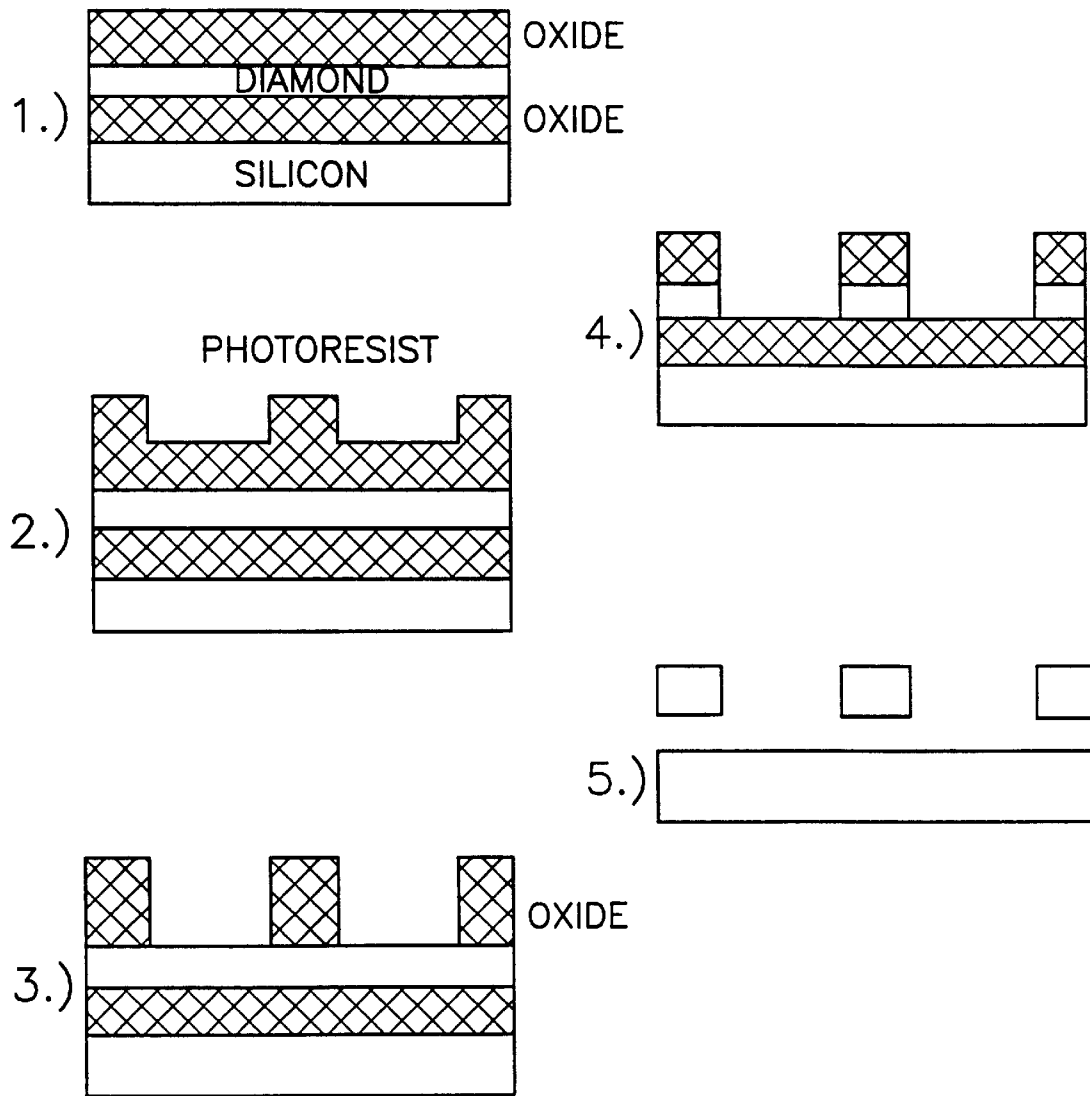 OXIDE
DIAMOND
1.)
OXIDE
SILICON
PHOTORESIST
2.)
3.)
OXIDE
4.)
5.)